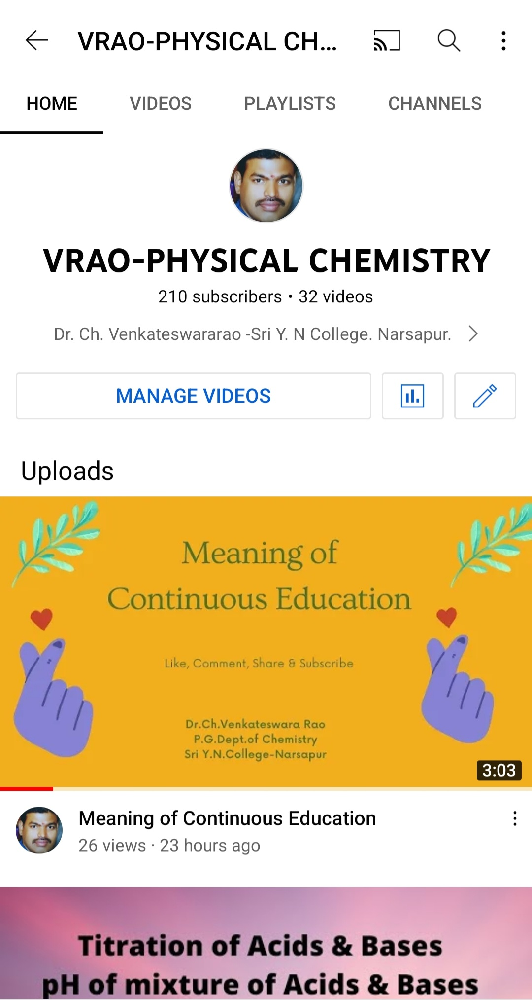 VRAO-PHYSICAL CH...
HOME VIDEOS PLAYLISTS CHANNELS
VRAO-PHYSICAL CHEMISTRY
210 subscribers • 32 videos
Dr. Ch. Venkateswararao -Sri Y. N College. Narsapur.
MANAGE VIDEOS
Uploads
Meaning of
Continuous Education
Like, Comment, Share & Subscribe
Dr.Ch.Venkateswara Rao
P.G.Dept.of Chemistry
Sri Y.N.College-Narsapur
3:03
Meaning of Continuous Education
26 views · 23 hours ago
Titration of Acids & Bases
pH of mixture of Acids & Bases